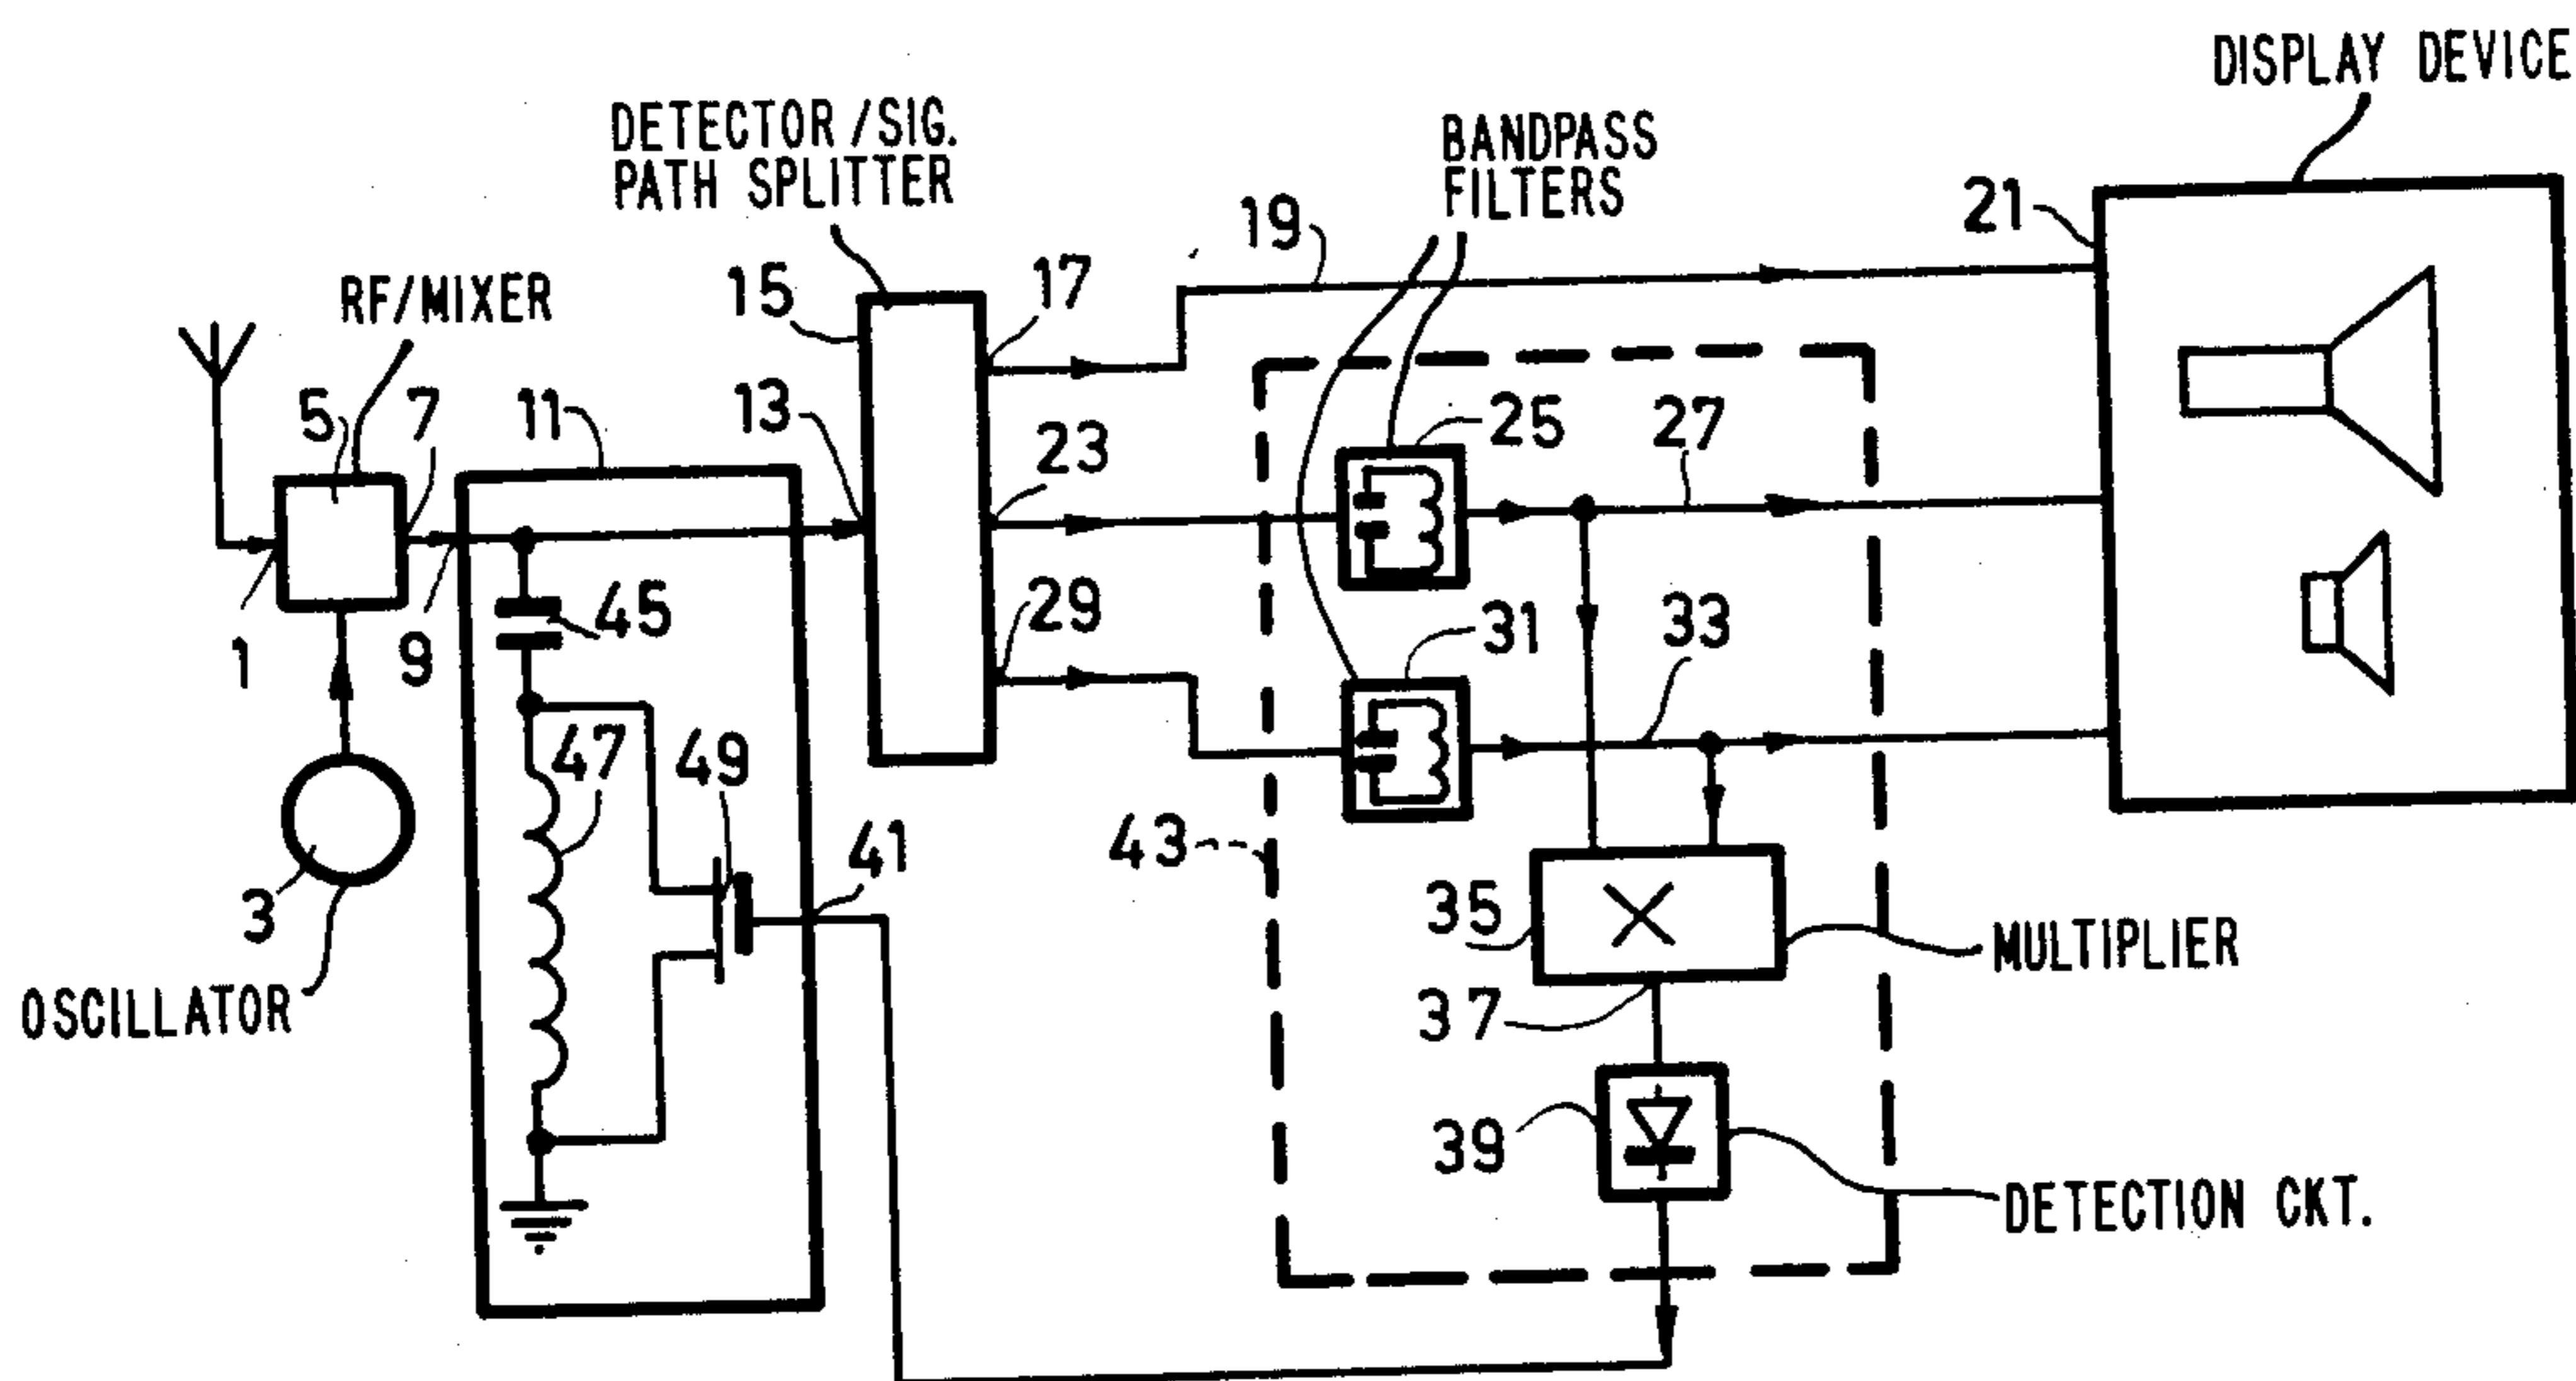 DISPLAY DEVICE
DETECTOR /SIG.
PATH SPLITTER
BANDPASS
FILTERS
21
19
RF/MIXER
15
17
5
7
11
13
25
27
23
1
9
45
29
31
33
47
49
43
41
35
3
MULTIPLIER
OSCILLATOR
37
39
DETECTION CKT.